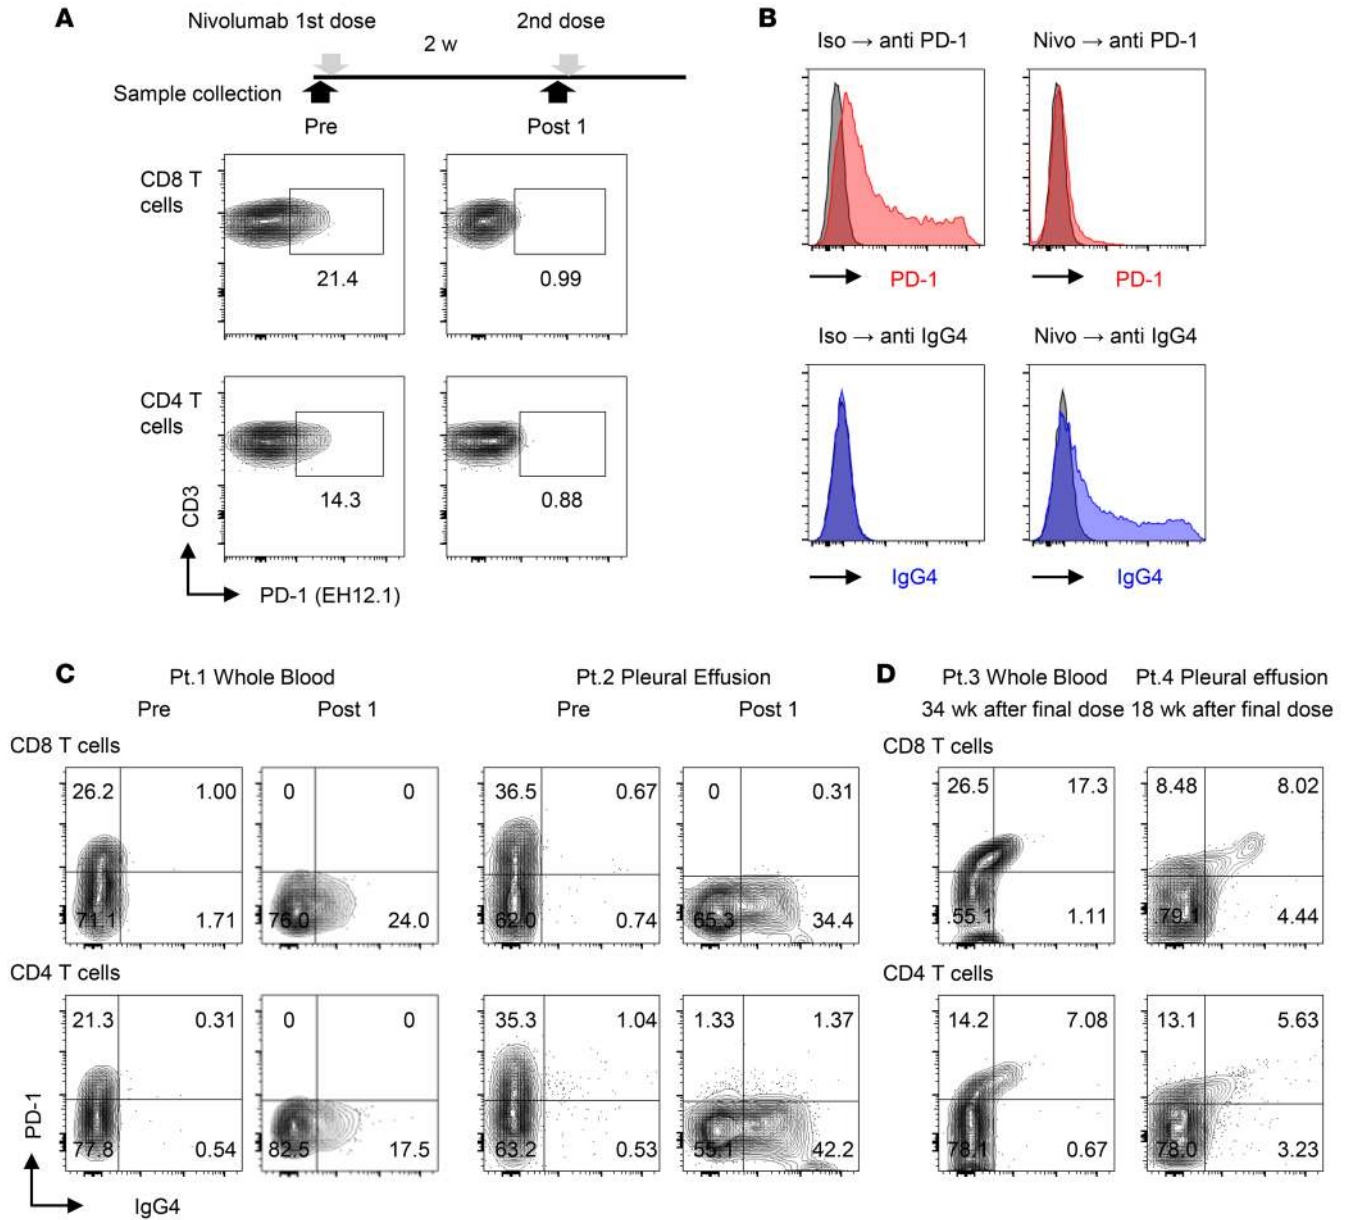 A
Nivolumab 1st dose
2nd dose
2 w
Sample collection
Pre
Post 1
CD8 T
cells
21.4
0.99
CD4 T
cells
14.3
0.88
CD3
PD-1 (EH12.1)
B
Iso → anti PD-1
Nivo → anti PD-1
PD-1
PD-1
Iso → anti IgG4
Nivo → anti IgG4
IgG4
IgG4
C
Pt.1 Whole Blood
Pt.2 Pleural Effusion
Pre
Post 1
Pre
Post 1
CD8 T cells
26.2 1.00
71.1 1.71
0 0
76.0 24.0
36.5 0.67
62.0 0.74
0 0.31
65.3 34.4
CD4 T cells
21.3 0.31
77.8 0.54
0 0
82.5 17.5
35.3 1.04
63.2 0.53
1.33 1.37
55.1 42.2
PD-1
IgG4
D
Pt.3 Whole Blood
34 wk after final dose
Pt.4 Pleural effusion
18 wk after final dose
CD8 T cells
26.5 17.3
55.1 1.11
8.48 8.02
79.1 4.44
CD4 T cells
14.2 7.08
78.1 0.67
13.1 5.63
78.0 3.23